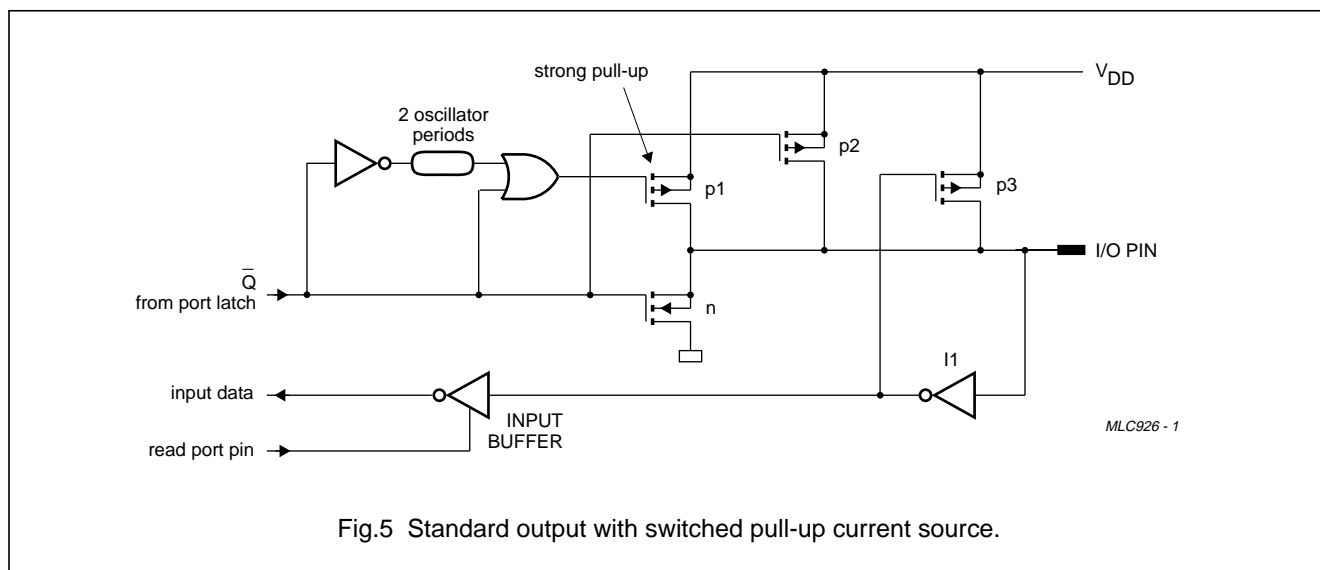 strong pull-up
V_DD
2 oscillator
periods
p2
p1
p3
I/O PIN
Q̅
from port latch
n
I1
input data
INPUT
BUFFER
read port pin
MLC926 - 1
Fig.5 Standard output with switched pull-up current source.